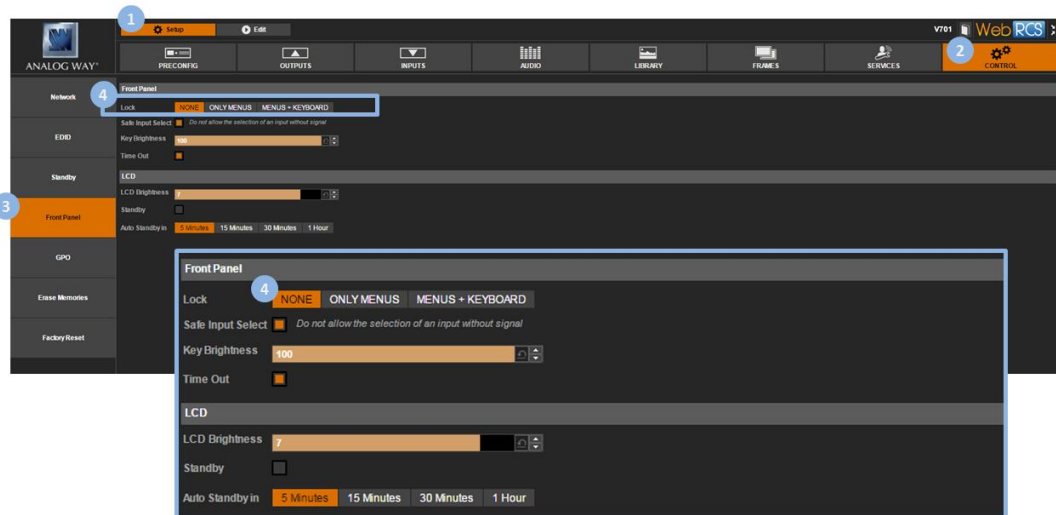 1
Setup
Edit
V701
Web RCS
ANALOG WAY®
PRECONFIG
OUTPUTS
INPUTS
AUDIO
LIBRARY
FRAMES
SERVICES
2
CONTROL
Network
EDID
Standby
3
Front Panel
GPO
Erase Memories
Factory Reset
Front Panel
4
Lock NONE ONLY MENUS MENUS + KEYBOARD
Safe Input Select Do not allow the selection of an input without signal
Key Brightness 100
Time Out
LCD
LCD Brightness 7
Standby
Auto Standby in 5 Minutes 15 Minutes 30 Minutes 1 Hour
Front Panel
4
Lock NONE ONLY MENUS MENUS + KEYBOARD
Safe Input Select Do not allow the selection of an input without signal
Key Brightness 100
Time Out
LCD
LCD Brightness 7
Standby
Auto Standby in 5 Minutes 15 Minutes 30 Minutes 1 Hour